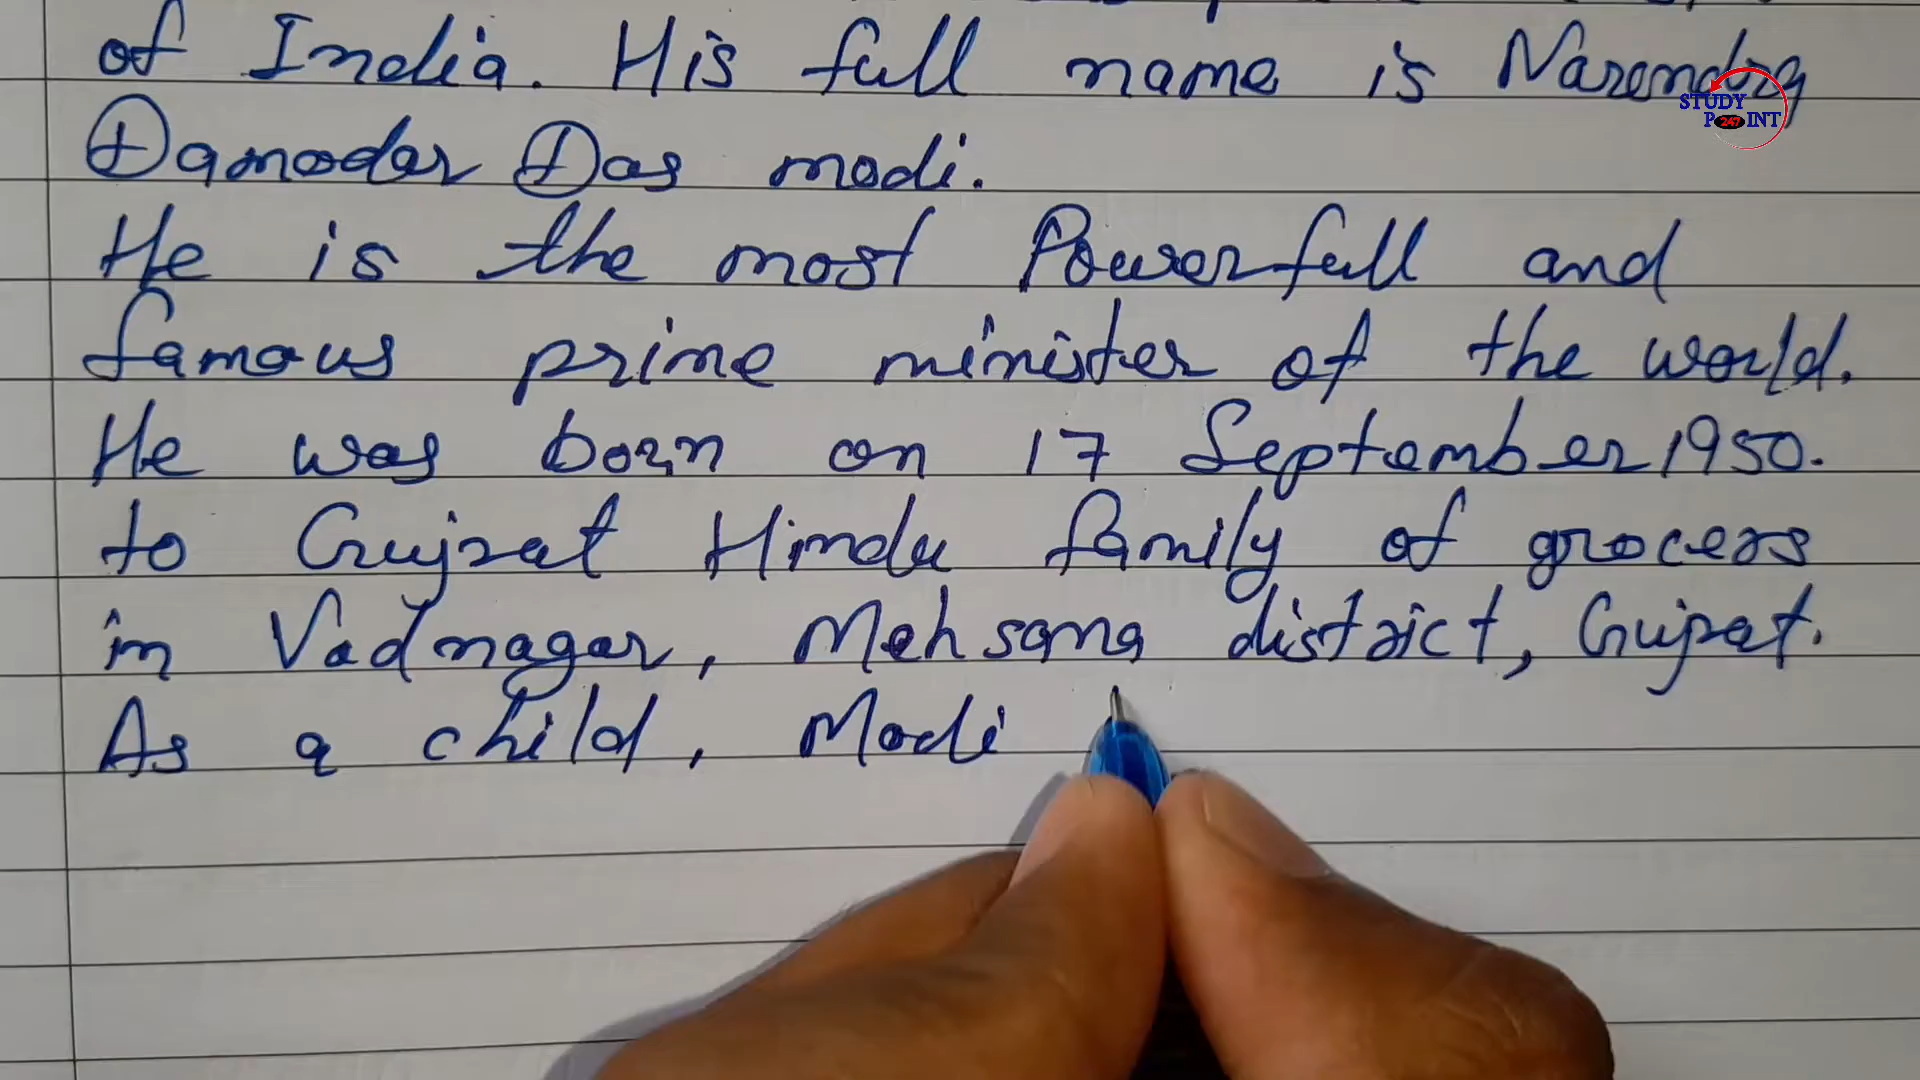 of India. His full name is Narendra
STUDY
P247INT
Damodar Das modi.
He is the most Powerfull and
famous prime minister of the world.
He was born on 17 September 1950.
to Gujrat Hindu family of grocers
in Vadnagar, Mehsana district, Gujrat.
As a child, Modi